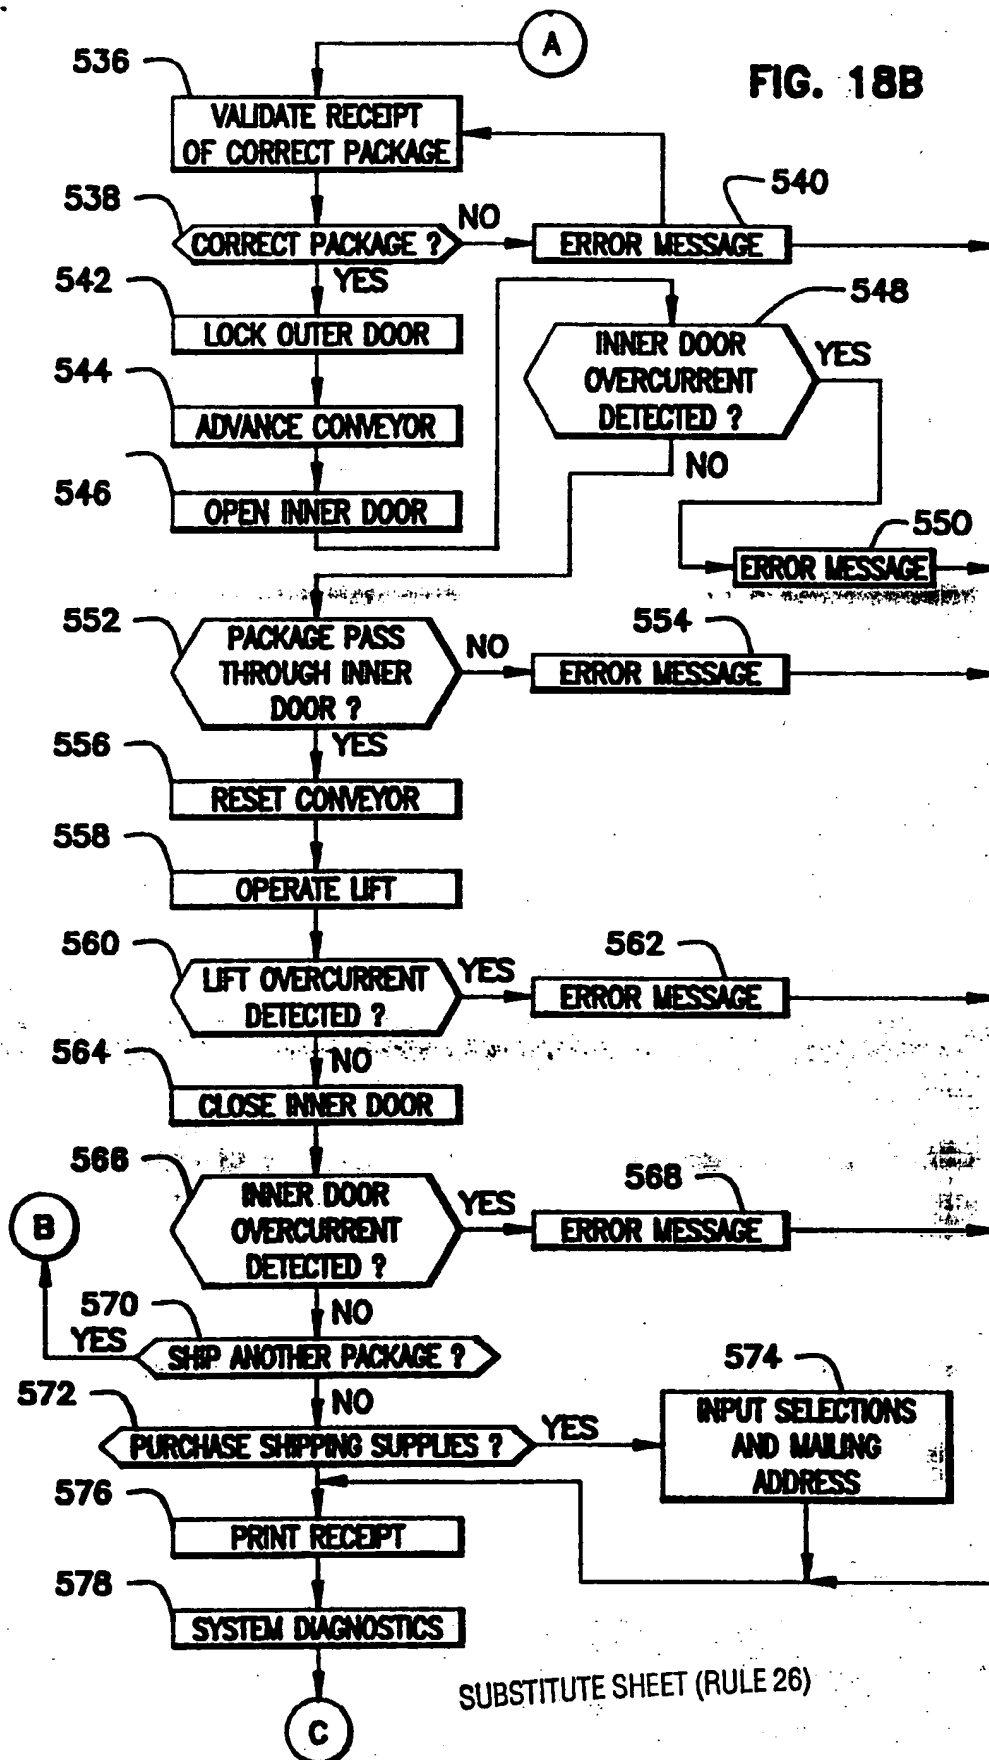 A
FIG. 18B
536
VALIDATE RECEIPT
OF CORRECT PACKAGE
538
CORRECT PACKAGE ?
NO
540
ERROR MESSAGE
YES
542
LOCK OUTER DOOR
548
INNER DOOR
OVERCURRENT
DETECTED ?
YES
NO
544
ADVANCE CONVEYOR
546
OPEN INNER DOOR
550
ERROR MESSAGE
552
PACKAGE PASS
THROUGH INNER
DOOR ?
NO
554
ERROR MESSAGE
YES
556
RESET CONVEYOR
558
OPERATE LIFT
560
LIFT OVERCURRENT
DETECTED ?
YES
562
ERROR MESSAGE
NO
564
CLOSE INNER DOOR
566
INNER DOOR
OVERCURRENT
DETECTED ?
YES
568
ERROR MESSAGE
B
NO
570
YES
SHIP ANOTHER PACKAGE ?
NO
572
PURCHASE SHIPPING SUPPLIES ?
YES
574
INPUT SELECTIONS
AND MAILING
ADDRESS
576
PRINT RECEIPT
578
SYSTEM DIAGNOSTICS
C
SUBSTITUTE SHEET (RULE 26)